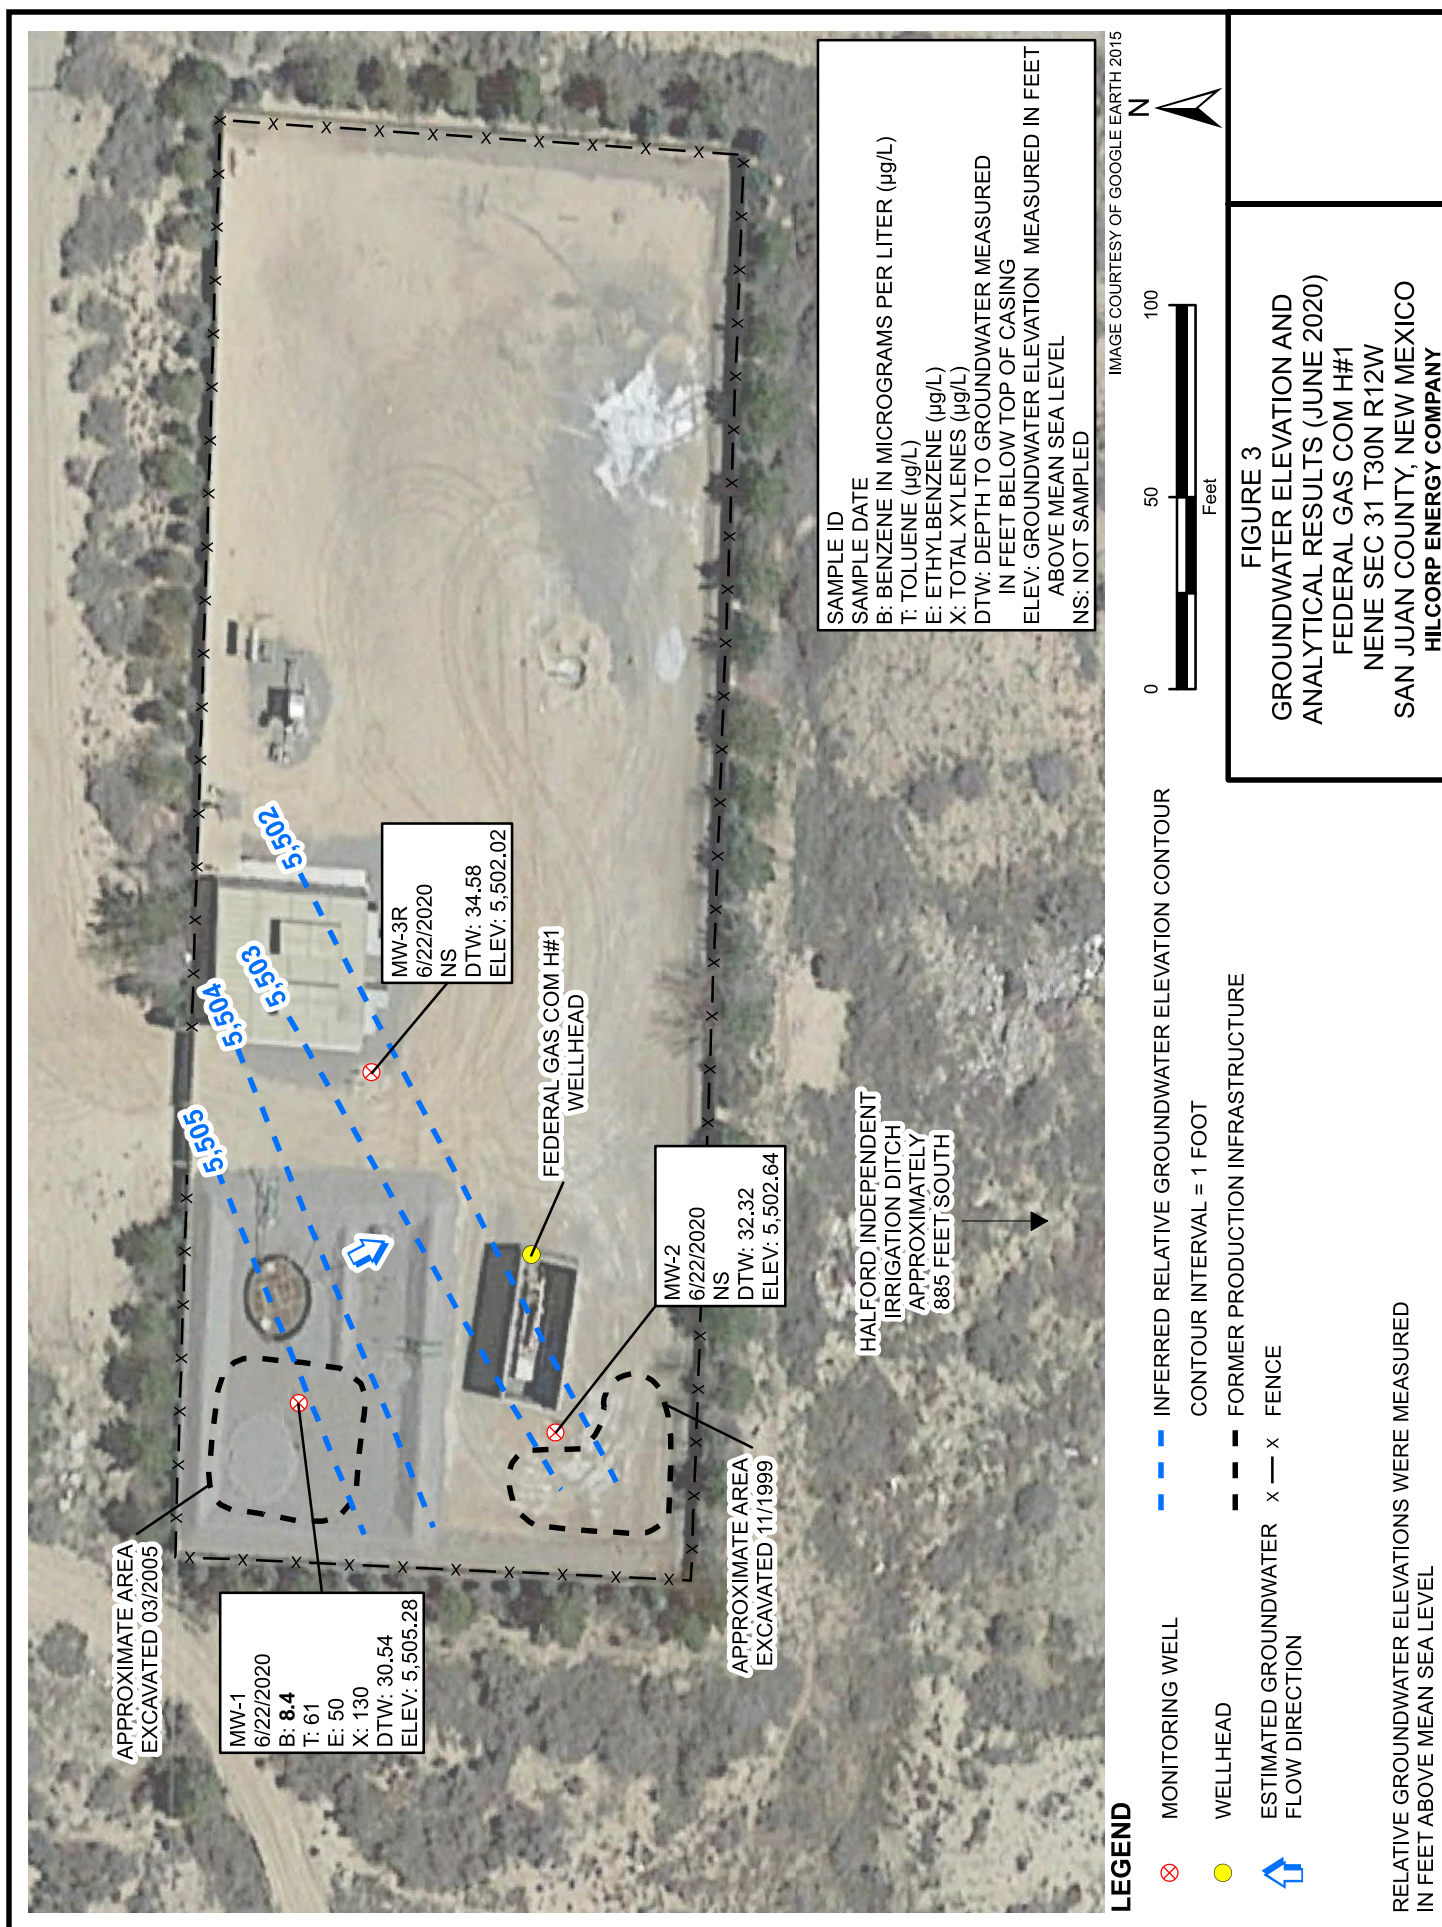 APPROXIMATE AREA
EXCAVATED 03/2005
MW-1
6/22/2020
B: 8.4
T: 61
E: 50
X: 130
DTW: 30.54
ELEV: 5,505.28
5,505
5,504
5,503
5,502
MW-3R
6/22/2020
NS
DTW: 34.58
ELEV: 5,502.02
FEDERAL GAS COM H#1
WELLHEAD
MW-2
6/22/2020
NS
DTW: 32.32
ELEV: 5,502.64
APPROXIMATE AREA
EXCAVATED 11/1999
HALFORD INDEPENDENT
IRRIGATION DITCH
APPROXIMATELY
885 FEET SOUTH
SAMPLE ID
SAMPLE DATE
B: BENZENE IN MICROGRAMS PER LITER (µg/L)
T: TOLUENE (µg/L)
E: ETHYLBENZENE (µg/L)
X: TOTAL XYLENES (µg/L)
DTW: DEPTH TO GROUNDWATER MEASURED
IN FEET BELOW TOP OF CASING
ELEV: GROUNDWATER ELEVATION MEASURED IN FEET
ABOVE MEAN SEA LEVEL
NS: NOT SAMPLED
IMAGE COURTESY OF GOOGLE EARTH 2015
N
0 50 100
Feet
LEGEND
MONITORING WELL
WELLHEAD
ESTIMATED GROUNDWATER
FLOW DIRECTION
INFERRED RELATIVE GROUNDWATER ELEVATION CONTOUR
CONTOUR INTERVAL = 1 FOOT
FORMER PRODUCTION INFRASTRUCTURE
X X FENCE
RELATIVE GROUNDWATER ELEVATIONS WERE MEASURED
IN FEET ABOVE MEAN SEA LEVEL
FIGURE 3
GROUNDWATER ELEVATION AND
ANALYTICAL RESULTS (JUNE 2020)
FEDERAL GAS COM H#1
NENE SEC 31 T30N R12W
SAN JUAN COUNTY, NEW MEXICO
HILCORP ENERGY COMPANY